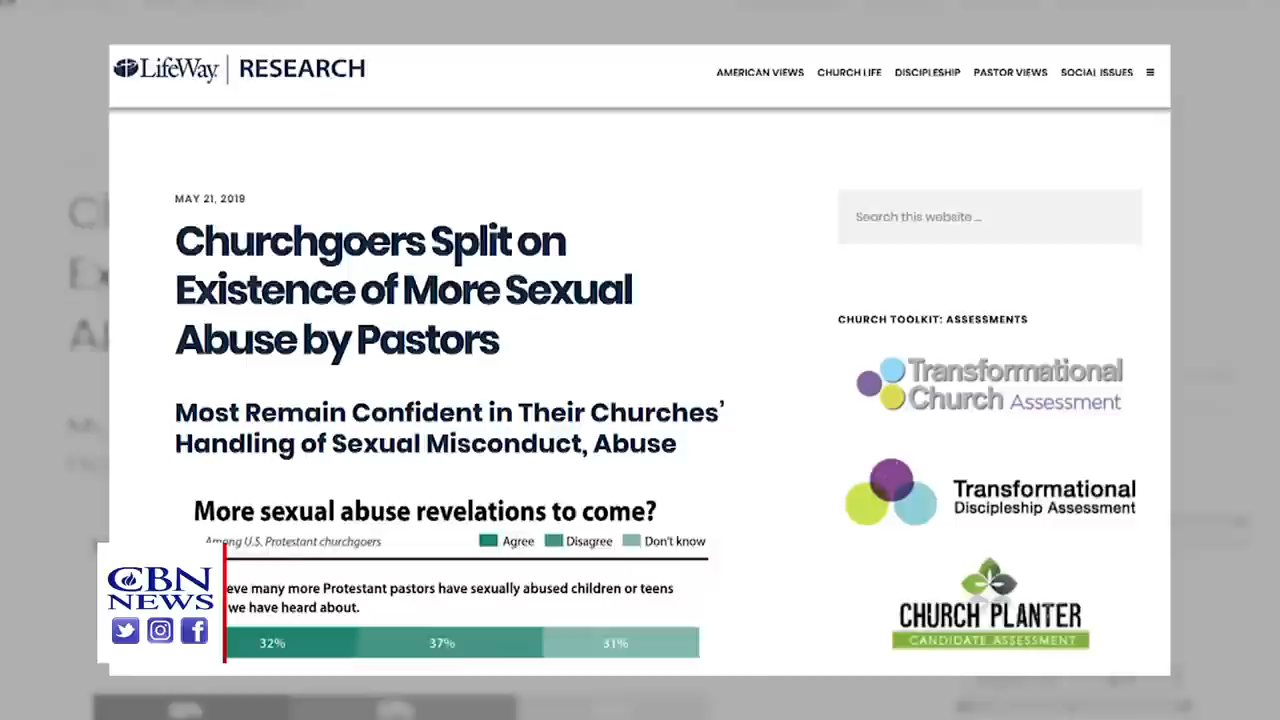 LifeWay | RESEARCH
AMERICAN VIEWS CHURCH LIFE DISCIPLESHIP PASTOR VIEWS SOCIAL ISSUES
MAY 21, 2019
Churchgoers Split on
Existence of More Sexual
Abuse by Pastors
Most Remain Confident in Their Churches’
Handling of Sexual Misconduct, Abuse
More sexual abuse revelations to come?
Among U.S. Protestant churchgoers
Agree Disagree Don't know
eve many more Protestant pastors have sexually abused children or teens
we have heard about.
32% 37% 31%
Search this website ...
CHURCH TOOLKIT: ASSESSMENTS
Transformational
Church Assessment
Transformational
Discipleship Assessment
CHURCH PLANTER
CANDIDATE ASSESSMENT
CBN
NEWS